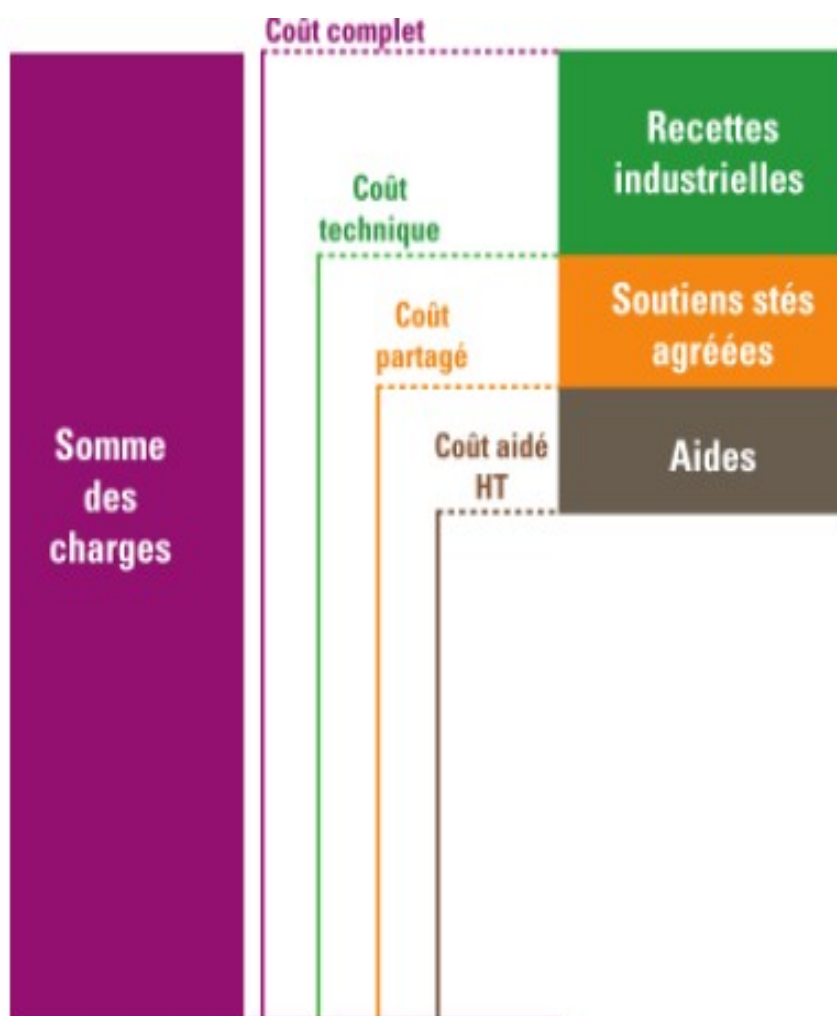 Coût complet
Recettes
industrielles
Coût
technique
Soutiens stés
agréées
Coût
partagé
Somme
des
charges
Coût aidé
HT
Aides